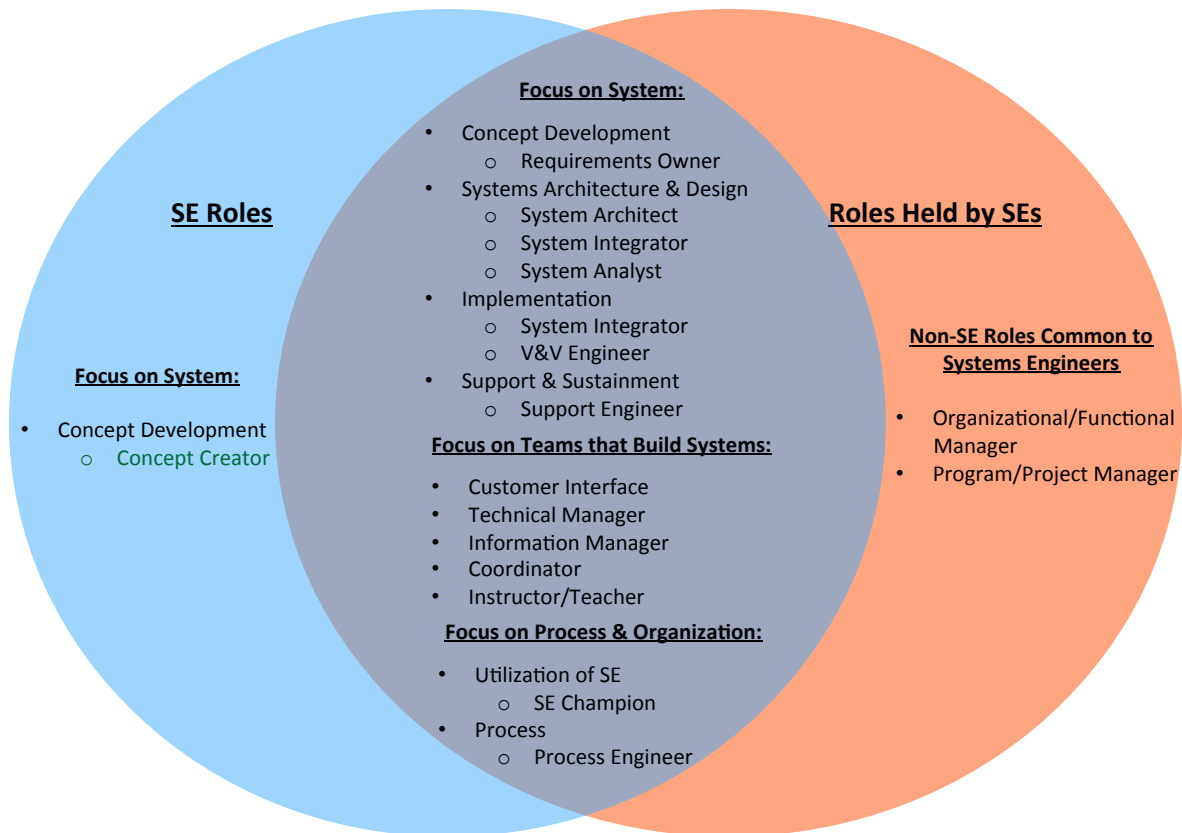 SE Roles
Focus on System:
• Concept Development
o Concept Creator
Focus on System:
• Concept Development
o Requirements Owner
• Systems Architecture & Design
o System Architect
o System Integrator
o System Analyst
• Implementation
o System Integrator
o V&V Engineer
• Support & Sustainment
o Support Engineer
Focus on Teams that Build Systems:
• Customer Interface
• Technical Manager
• Information Manager
• Coordinator
• Instructor/Teacher
Focus on Process & Organization:
• Utilization of SE
o SE Champion
• Process
o Process Engineer
Roles Held by SEs
Non-SE Roles Common to
Systems Engineers
• Organizational/Functional
Manager
• Program/Project Manager